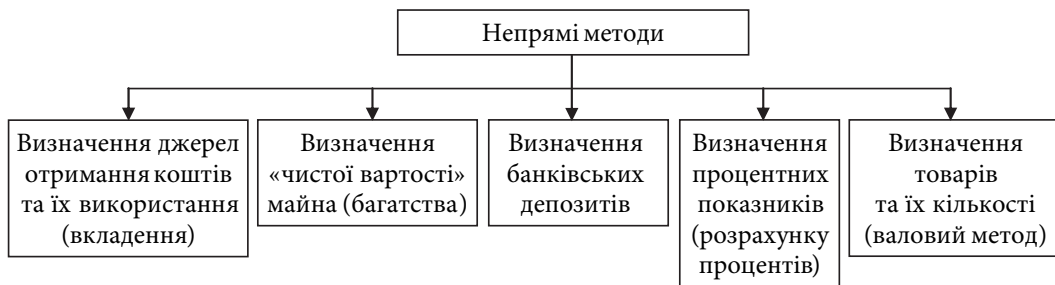 Непрямі методи
Визначення джерел
отримання коштів
та їх використання
(вкладення)
Визначення
«чистої вартості»
майна (багатства)
Визначення
банківських
депозитів
Визначення
процентних
показників
(розрахунку
процентів)
Визначення
товарів
та їх кількості
(валовий метод)